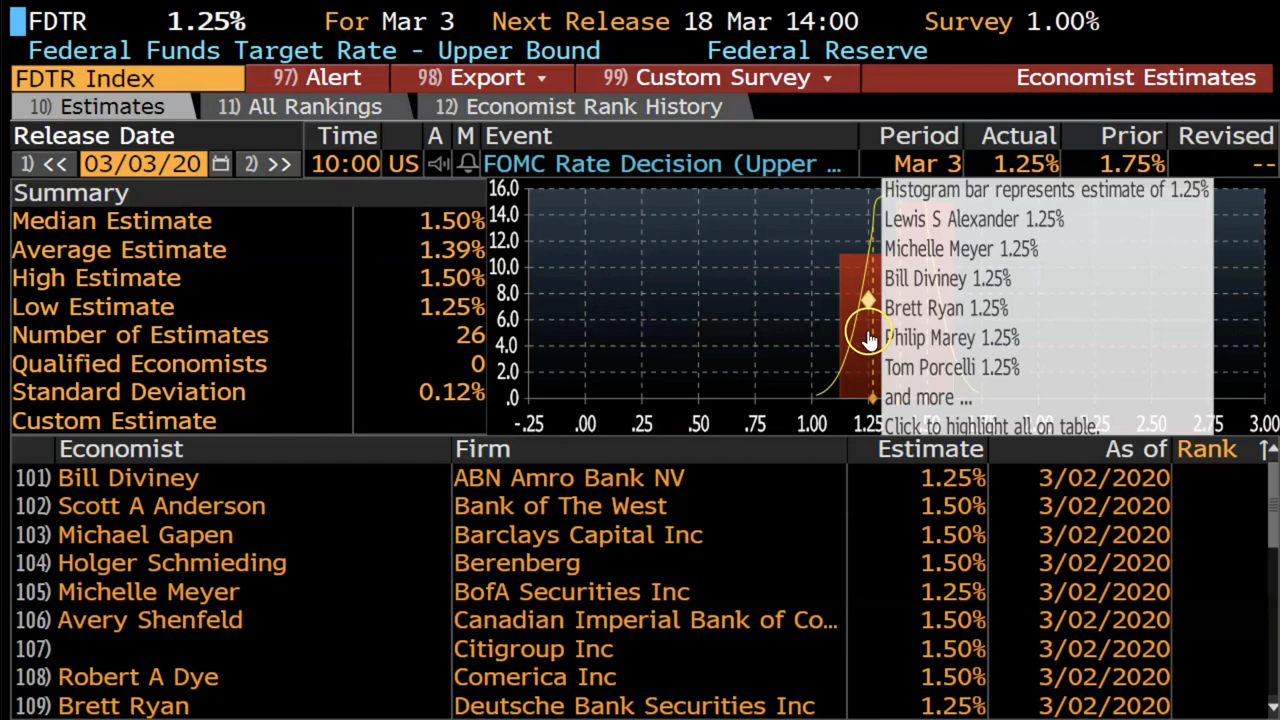 FDTR 1.25% For Mar 3 Next Release 18 Mar 14:00 Survey 1.00%
Federal Funds Target Rate - Upper Bound Federal Reserve
FDTR Index 97) Alert 98) Export 99) Custom Survey Economist Estimates
10) Estimates 11) All Rankings 12) Economist Rank History
Release Date Time A M Event Period Actual Prior Revised
1) << 03/03/20 2) >> 10:00 US FOMC Rate Decision (Upper ... Mar 3 1.25% 1.75% --
Summary
Median Estimate 1.50%
Average Estimate 1.39%
High Estimate 1.50%
Low Estimate 1.25%
Number of Estimates 26
Qualified Economists 0
Standard Deviation 0.12%
Custom Estimate
16.0
14.0
12.0
10.0
8.0
6.0
4.0
2.0
.0
-.25 .00 .25 .50 .75 1.00 1.25 2.00 2.50 3.00
Histogram bar represents estimate of 1.25%
Lewis S Alexander 1.25%
Michelle Meyer 1.25%
Bill Diviney 1.25%
Brett Ryan 1.25%
Philip Marey 1.25%
Tom Porcelli 1.25%
and more ...
Click to highlight all on table.
Economist Firm Estimate As of Rank
101) Bill Diviney ABN Amro Bank NV 1.25% 3/02/2020
102) Scott A Anderson Bank of The West 1.50% 3/02/2020
103) Michael Gapen Barclays Capital Inc 1.50% 3/02/2020
104) Holger Schmieding Berenberg 1.50% 3/02/2020
105) Michelle Meyer BofA Securities Inc 1.25% 3/02/2020
106) Avery Shenfeld Canadian Imperial Bank of Co... 1.50% 3/02/2020
107) Citigroup Inc 1.50% 3/02/2020
108) Robert A Dye Comerica Inc 1.50% 3/02/2020
109) Brett Ryan Deutsche Bank Securities Inc 1.25% 3/02/2020